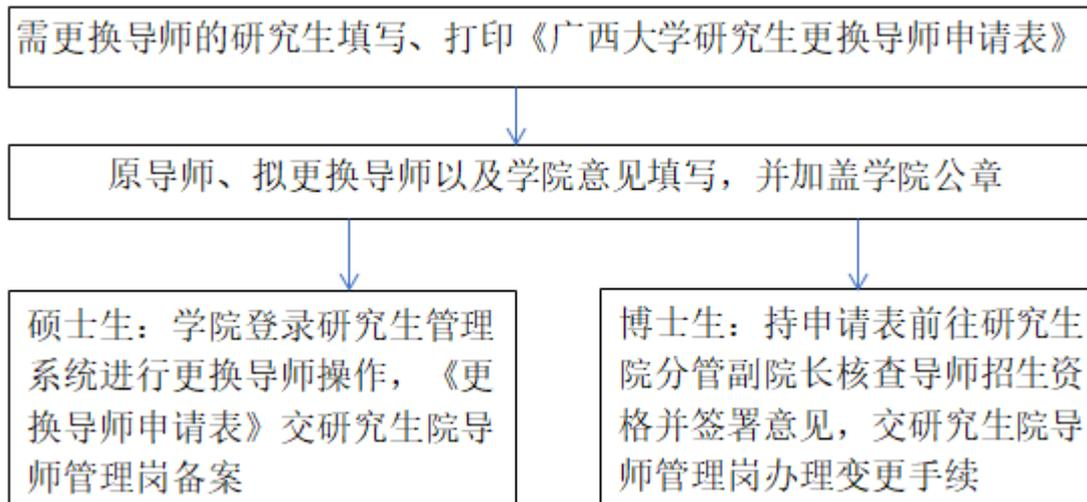 需更换导师的研究生填写、打印《广西大学研究生更换导师申请表》
原导师、拟更换导师以及学院意见填写，并加盖学院公章
硕士生：学院登录研究生管理
系统进行更换导师操作，《更
换导师申请表》交研究生院导
师管理岗备案
博士生：持申请表前往研究生
院分管副院长核查导师招生资
格并签署意见，交研究生院导
师管理岗办理变更手续